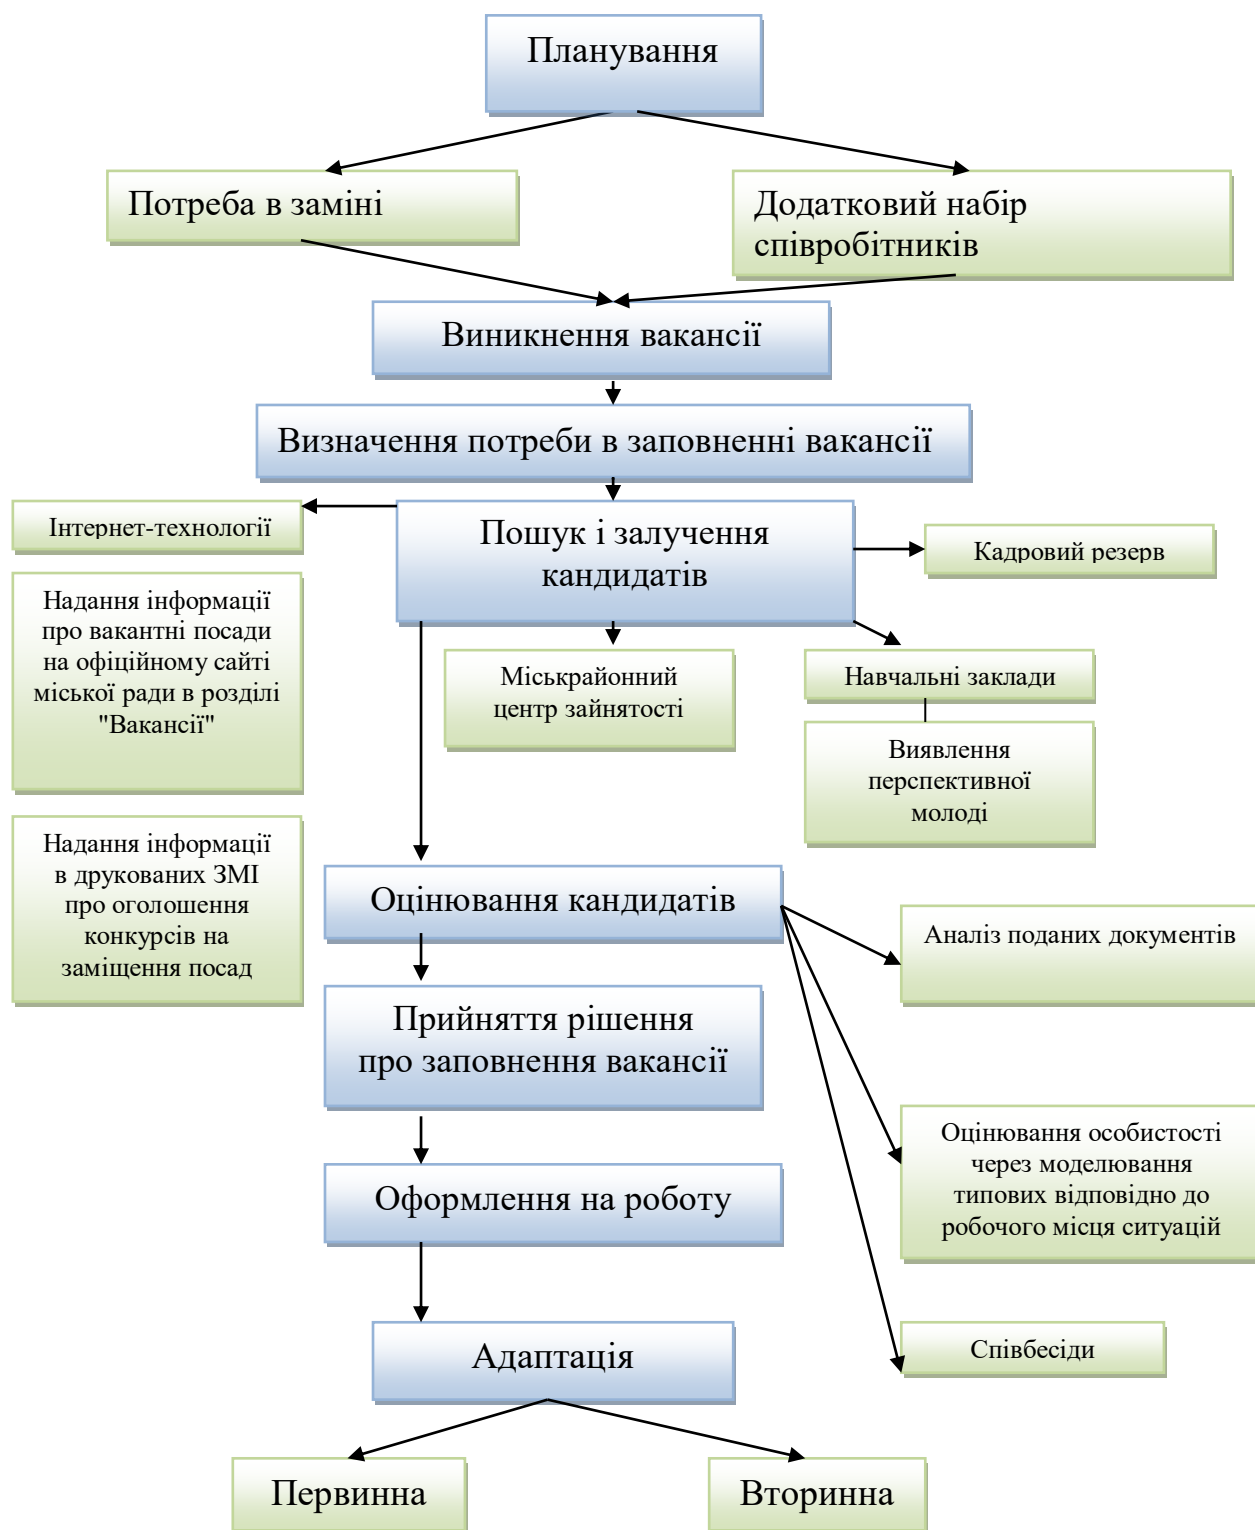 Планування
Потреба в заміні
Додатковий набір
співробітників
Виникнення вакансії
Визначення потреби в заповненні вакансії
Інтернет-технології
Пошук і залучення
кандидатів
Кадровий резерв
Надання інформації
про вакантні посади
на офіційному сайті
міської ради в розділі
"Вакансії"
Міськрайонний
центр зайнятості
Навчальні заклади
Виявлення
перспективної
молоді
Надання інформації
в друкованих ЗМІ
про оголошення
конкурсів на
заміщення посад
Оцінювання кандидатів
Аналіз поданих документів
Прийняття рішення
про заповнення вакансії
Оцінювання особистості
через моделювання
типових відповідно до
робочого місця ситуацій
Оформлення на роботу
Співбесіди
Адаптація
Первинна
Вторинна